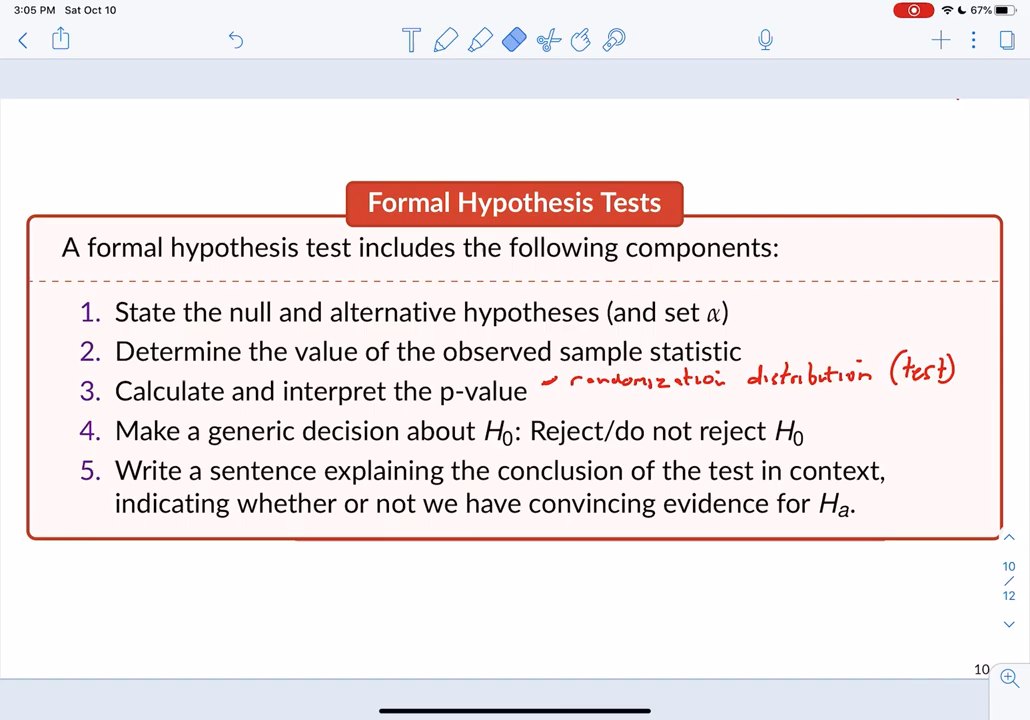 3:05 PM Sat Oct 10
67%
T
Formal Hypothesis Tests
A formal hypothesis test includes the following components:
1. State the null and alternative hypotheses (and set α)
2. Determine the value of the observed sample statistic
3. Calculate and interpret the p-value - randomization distribution (test)
4. Make a generic decision about H₀: Reject/do not reject H₀
5. Write a sentence explaining the conclusion of the test in context,
indicating whether or not we have convincing evidence for Hₐ.
10
/
12
10